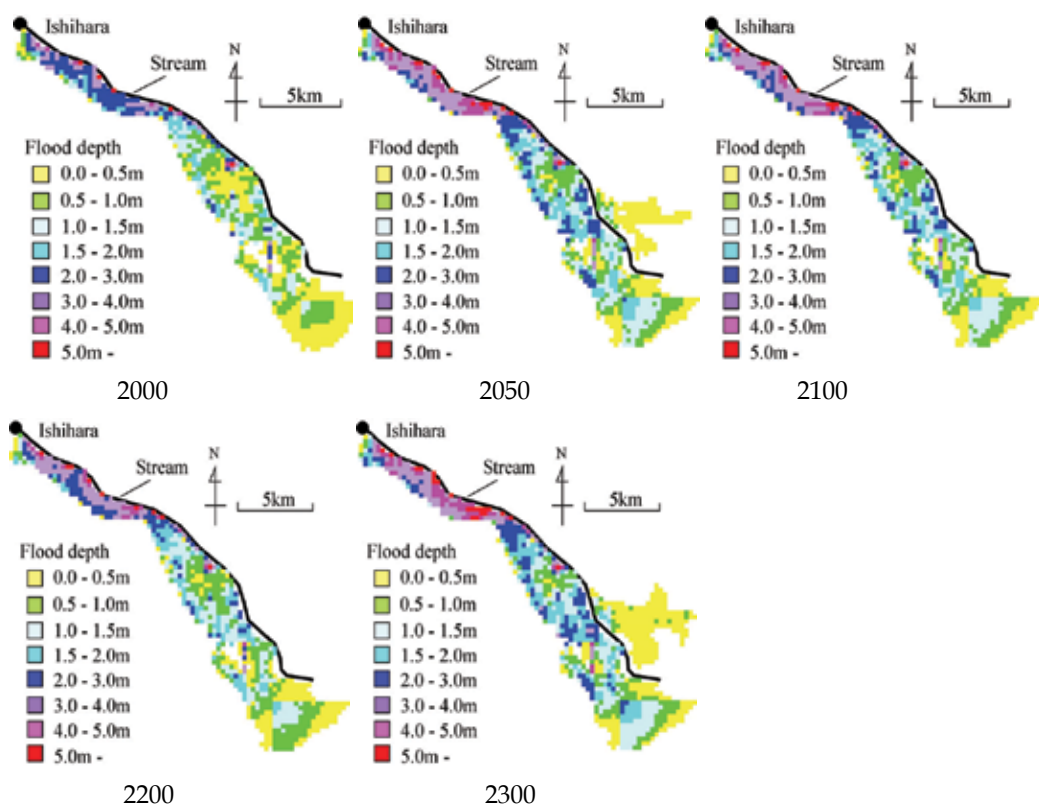 Ishihara
Stream
N
5km
Flood depth
0.0 - 0.5m
0.5 - 1.0m
1.0 - 1.5m
1.5 - 2.0m
2.0 - 3.0m
3.0 - 4.0m
4.0 - 5.0m
5.0m -
2000
Ishihara
Stream
N
5km
Flood depth
0.0 - 0.5m
0.5 - 1.0m
1.0 - 1.5m
1.5 - 2.0m
2.0 - 3.0m
3.0 - 4.0m
4.0 - 5.0m
5.0m -
2050
Ishihara
Stream
N
5km
Flood depth
0.0 - 0.5m
0.5 - 1.0m
1.0 - 1.5m
1.5 - 2.0m
2.0 - 3.0m
3.0 - 4.0m
4.0 - 5.0m
5.0m -
2100
Ishihara
Stream
N
5km
Flood depth
0.0 - 0.5m
0.5 - 1.0m
1.0 - 1.5m
1.5 - 2.0m
2.0 - 3.0m
3.0 - 4.0m
4.0 - 5.0m
5.0m -
2200
Ishihara
Stream
N
5km
Flood depth
0.0 - 0.5m
0.5 - 1.0m
1.0 - 1.5m
1.5 - 2.0m
2.0 - 3.0m
3.0 - 4.0m
4.0 - 5.0m
5.0m -
2300